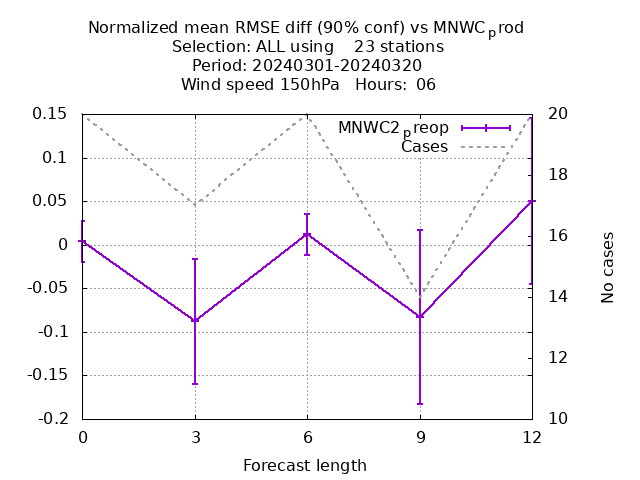 Normalized mean RMSE diff (90% conf) vs MNWCprod
Selection: ALL using    23 stations
Period: 20240301-20240320
Wind speed 150hPa   Hours: 06
MNWC2preop
Cases
0.15
0.1
0.05
0
-0.05
-0.1
-0.15
-0.2
20
18
16
14
12
10
No cases
0 3 6 9 12
Forecast length